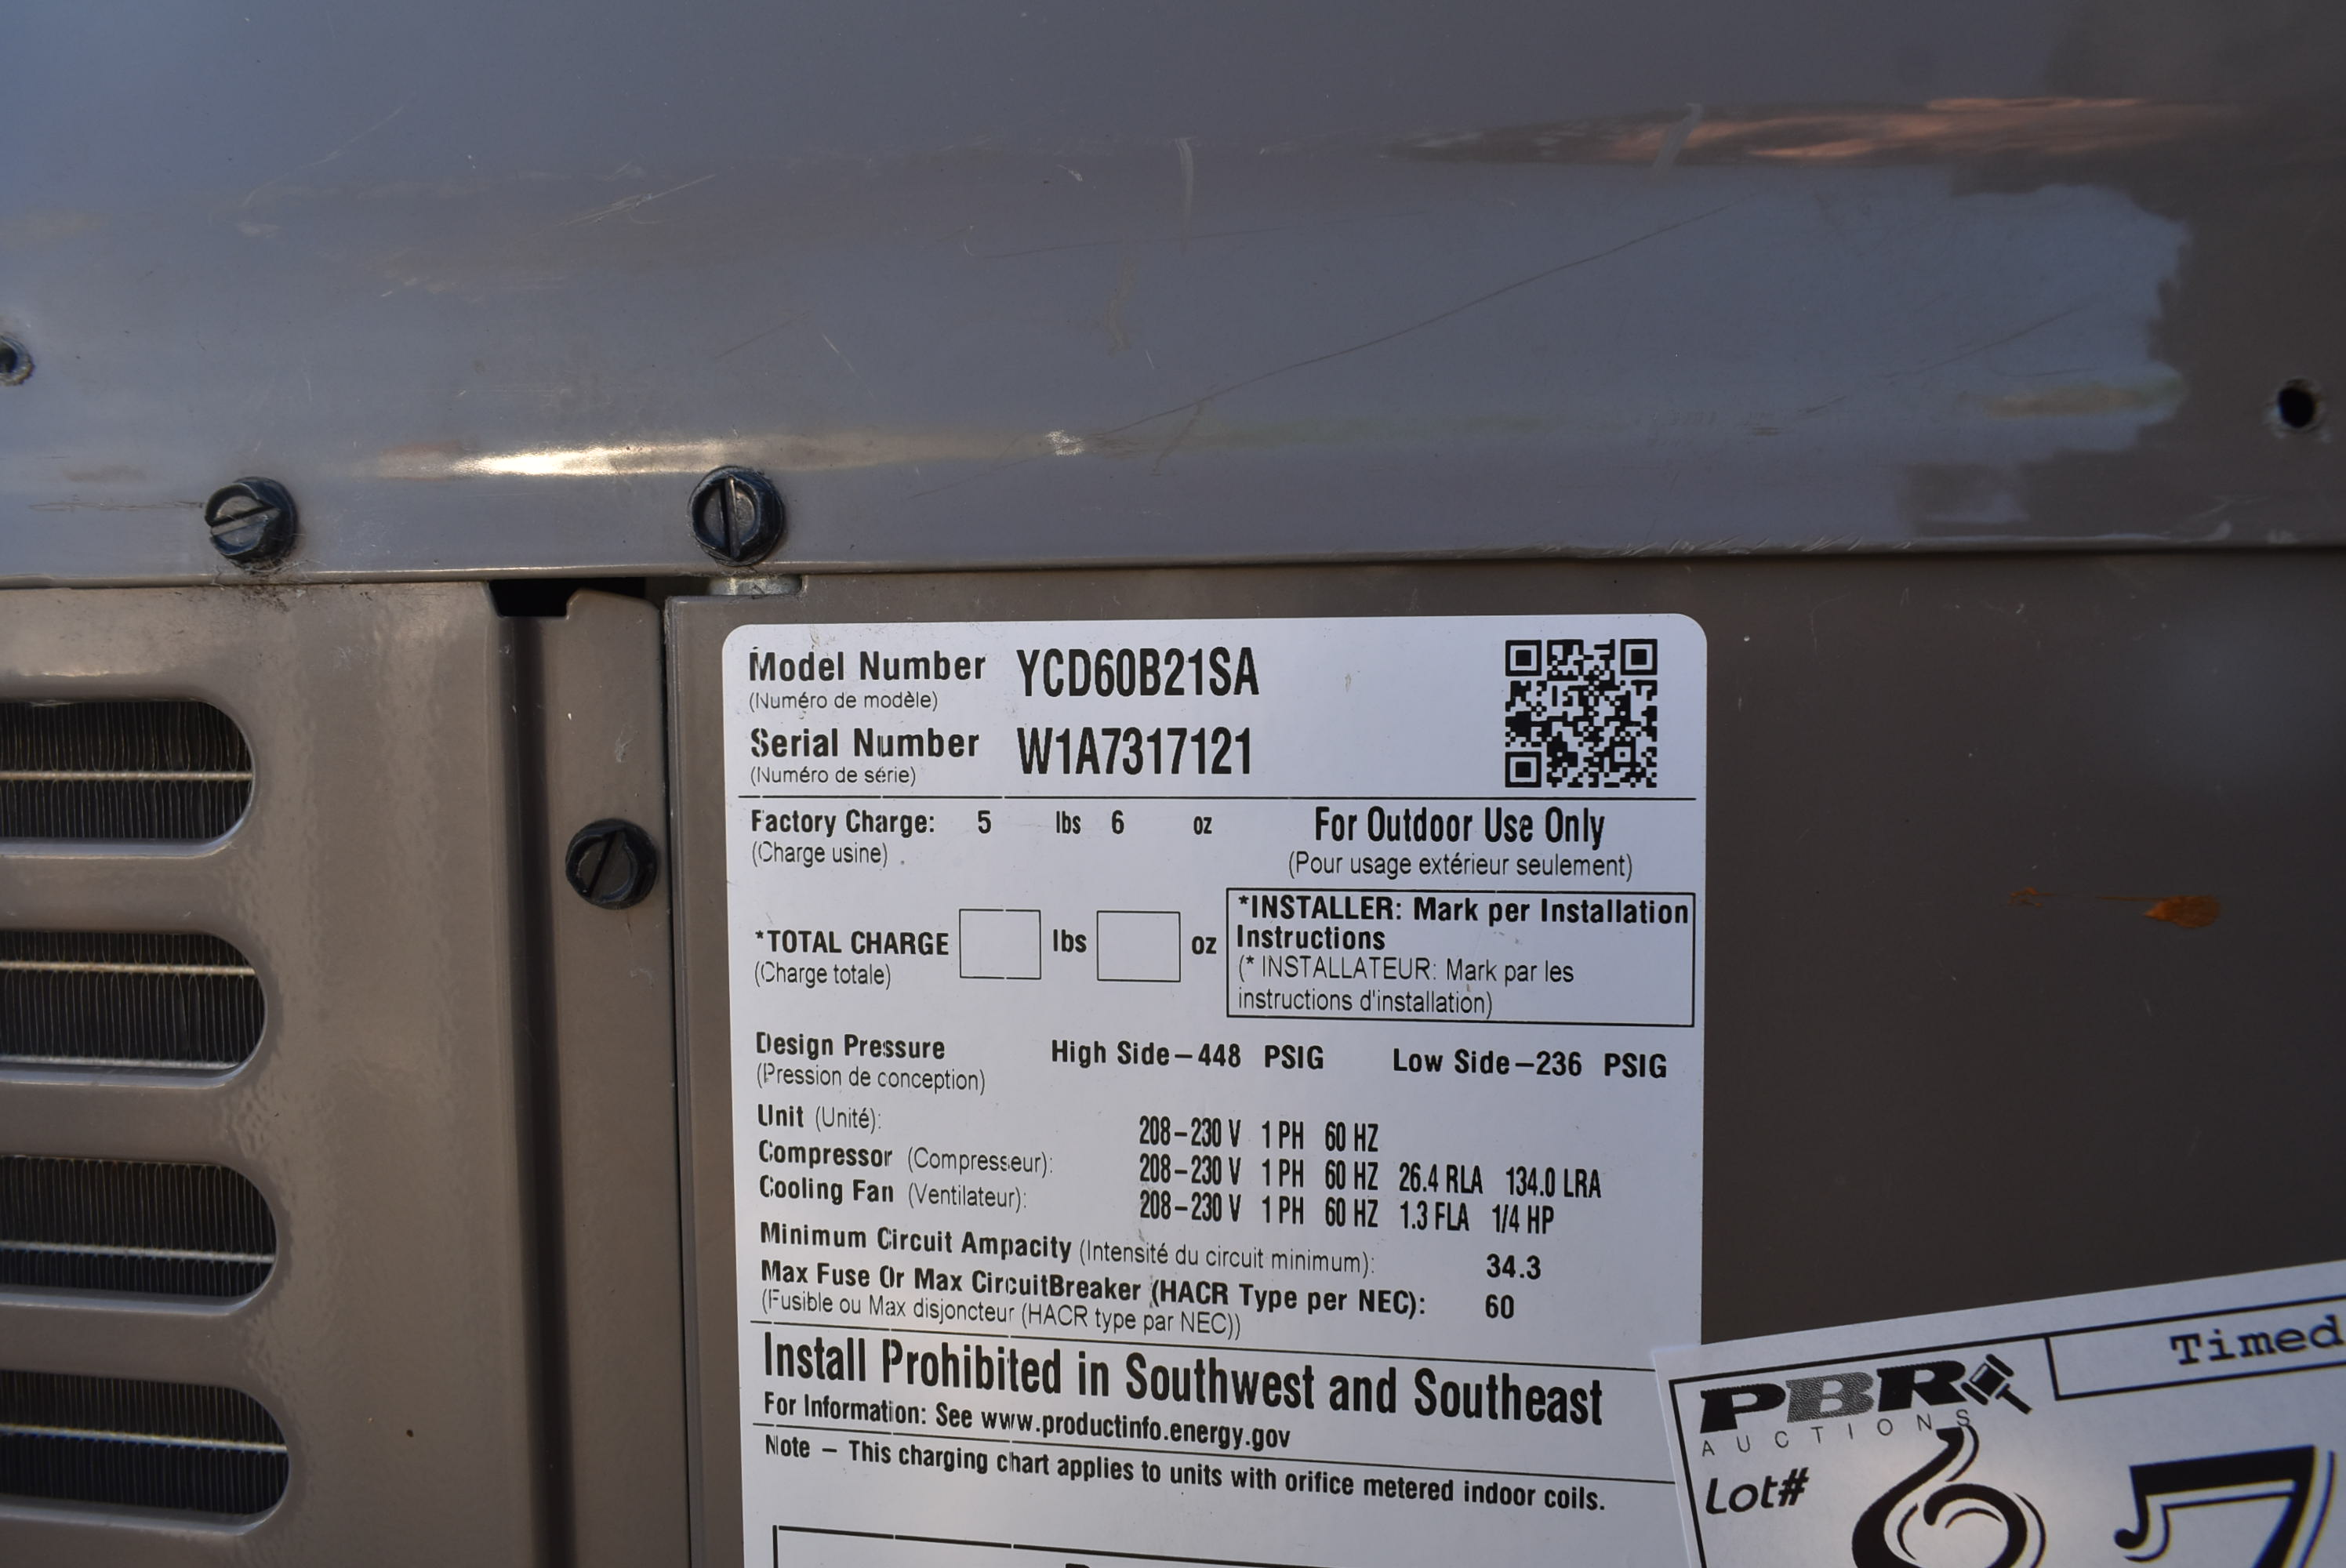 Model Number YCD60B21SA
(Numéro de modèle)
Serial Number W1A7317121
(Numéro de série)
Factory Charge: 5 lbs 6 oz
(Charge usine)
For Outdoor Use Only
(Pour usage extérieur seulement)
*TOTAL CHARGE lbs oz
(Charge totale)
*INSTALLER: Mark per Installation
Instructions
(* INSTALLATEUR: Mark par les
instructions d'installation)
Design Pressure High Side–448 PSIG Low Side–236 PSIG
(Pression de conception)
Unit (Unité): 208–230 V 1 PH 60 HZ
Compressor (Compresseur): 208–230 V 1 PH 60 HZ 26.4 RLA 134.0 LRA
Cooling Fan (Ventilateur): 208–230 V 1 PH 60 HZ 1.3 FLA 1/4 HP
Minimum Circuit Ampacity (Intensité du circuit minimum): 34.3
Max Fuse Or Max CircuitBreaker (HACR Type per NEC): 60
(Fusible ou Max disjoncteur (HACR type par NEC))
Install Prohibited in Southwest and Southeast
For Information: See www.productinfo.energy.gov
Note – This charging chart applies to units with orifice metered indoor coils.
PBR
AUCTIONS
Timed
Lot# 67